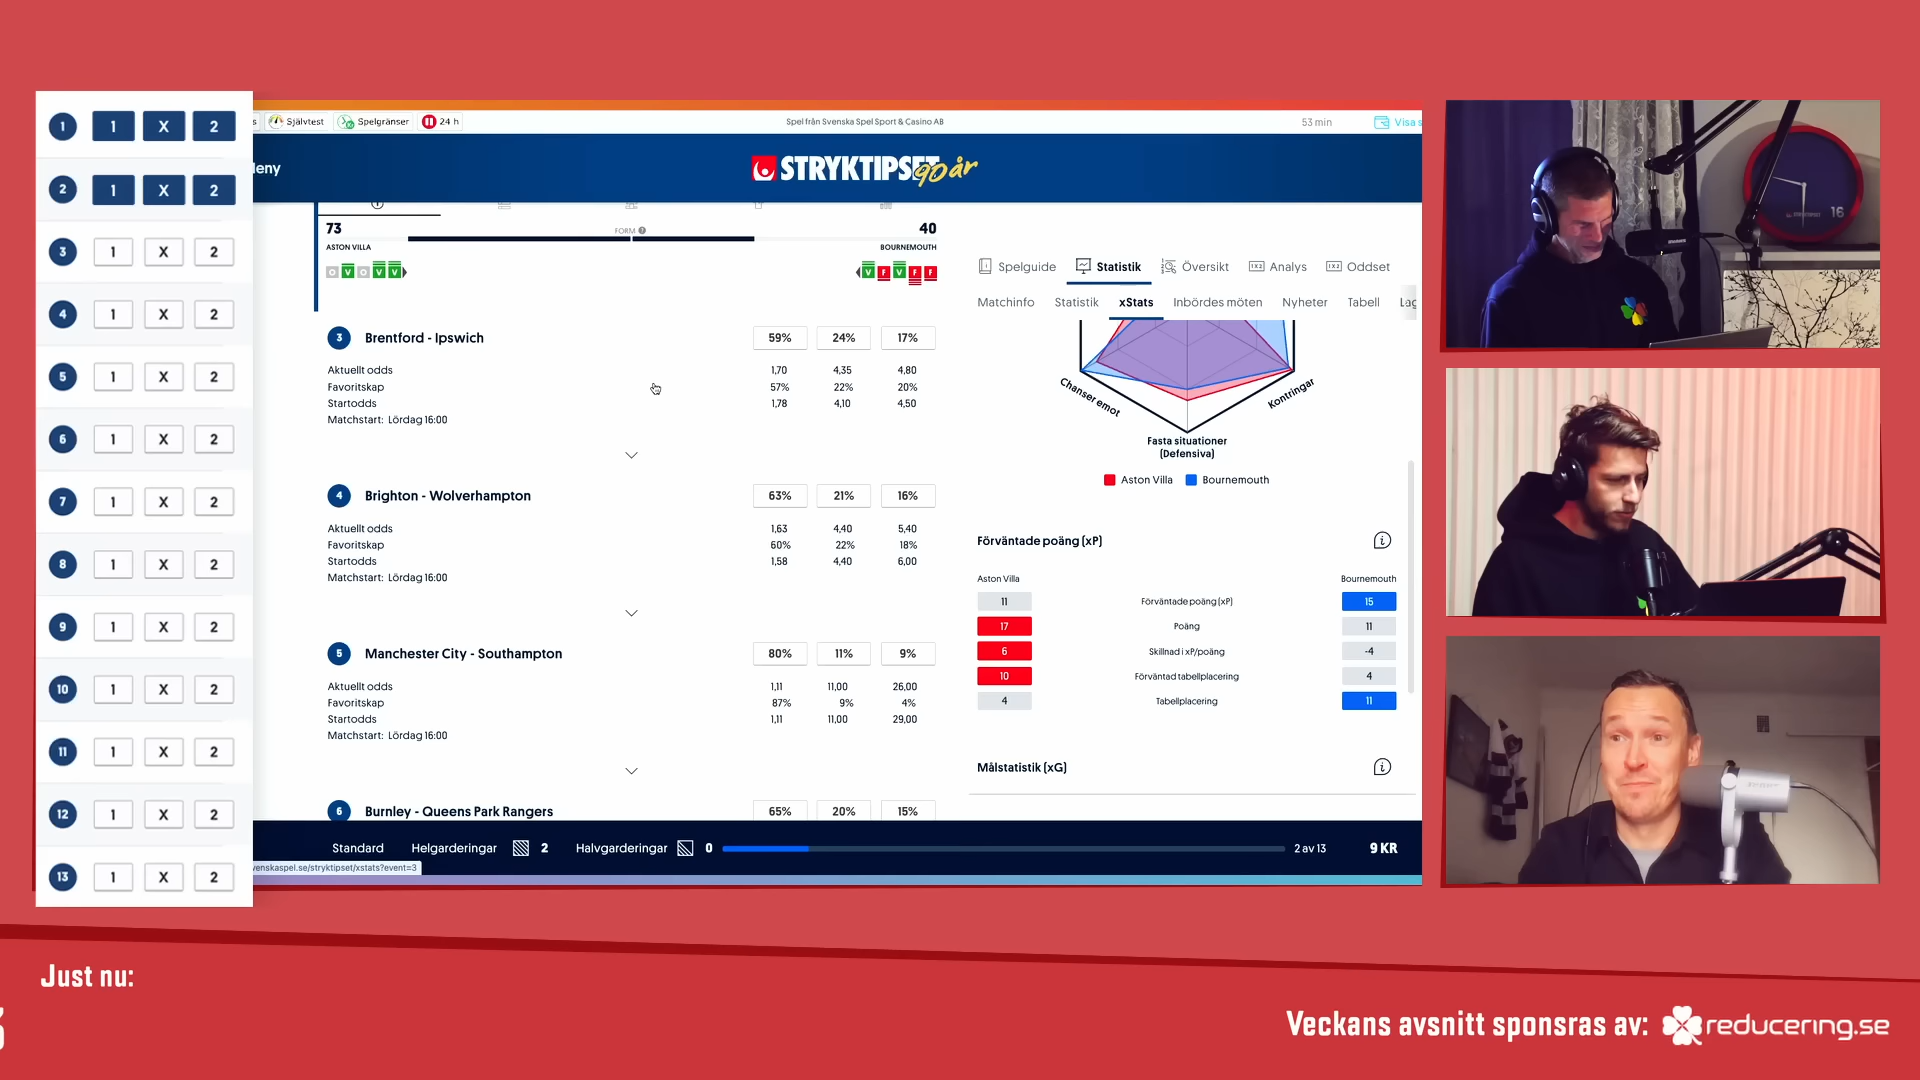 1 1 X 2
2 1 X 2
3 1 X 2
4 1 X 2
5 1 X 2
6 1 X 2
7 1 X 2
8 1 X 2
9 1 X 2
10 1 X 2
11 1 X 2
12 1 X 2
13 1 X 2
Självtest Spelgränser 24 h
Spel från Svenska Spel Sport & Casino AB
53 min
Visa s
eny
STRYKTIPSET 90 år
73 FORM ? 40
ASTON VILLA BOURNEMOUTH
O V O V V V F V F F
3 Brentford - Ipswich 59% 24% 17%
Aktuellt odds 1,70 4,35 4,80
Favoritskap 57% 22% 20%
Startodds 1,78 4,10 4,50
Matchstart: Lördag 16:00
4 Brighton - Wolverhampton 63% 21% 16%
Aktuellt odds 1,63 4,40 5,40
Favoritskap 60% 22% 18%
Startodds 1,58 4,40 6,00
Matchstart: Lördag 16:00
5 Manchester City - Southampton 80% 11% 9%
Aktuellt odds 1,11 11,00 26,00
Favoritskap 87% 9% 4%
Startodds 1,11 11,00 29,00
Matchstart: Lördag 16:00
6 Burnley - Queens Park Rangers 65% 20% 15%
Spelguide Statistik Översikt Analys Oddset
Matchinfo Statistik xStats Inbördes möten Nyheter Tabell Lag
Chanser emot
Kontringar
Fasta situationer
(Defensiva)
Aston Villa Bournemouth
Förväntade poäng (xP)
Aston Villa Bournemouth
11 Förväntade poäng (xP) 15
17 Poäng 11
6 Skillnad i xP/poäng -4
10 Förväntad tabellplacering 4
4 Tabellplacering 11
Målstatistik (xG)
Standard Helgarderingar 2 Halvgarderingar 0 2 av 13 9 KR
venskaspel.se/stryktipset/xstats?event=3
16
Just nu:
Veckans avsnitt sponsras av: reducering.se